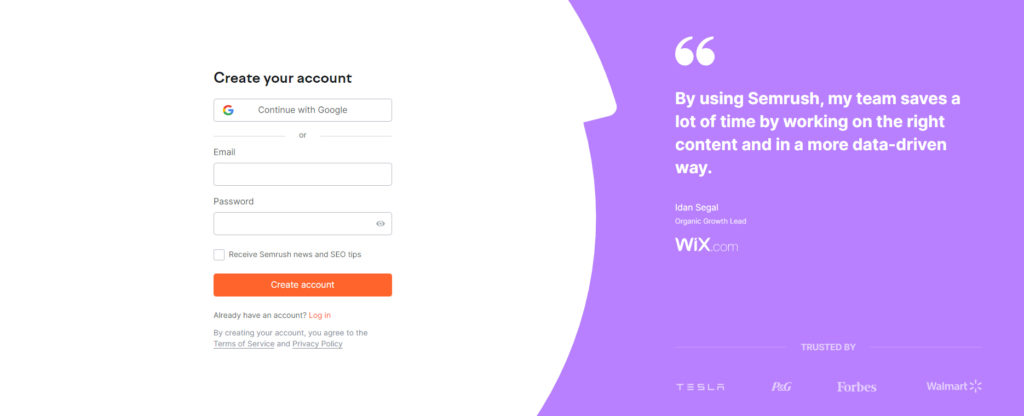 Create your account
Continue with Google
or
Email
Password
Receive Semrush news and SEO tips
Create account
Already have an account? Log in
By creating your account, you agree to the
Terms of Service and Privacy Policy
By using Semrush, my team saves a
lot of time by working on the right
content and in a more data-driven
way.
Idan Segal
Organic Growth Lead
WiX.com
TRUSTED BY
TESLA
P&G
Forbes
Walmart